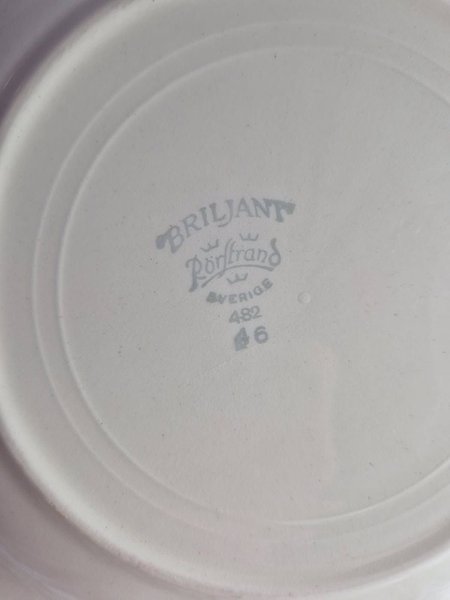 BRILJANT
Rörstrand
SVERIGE
482
46